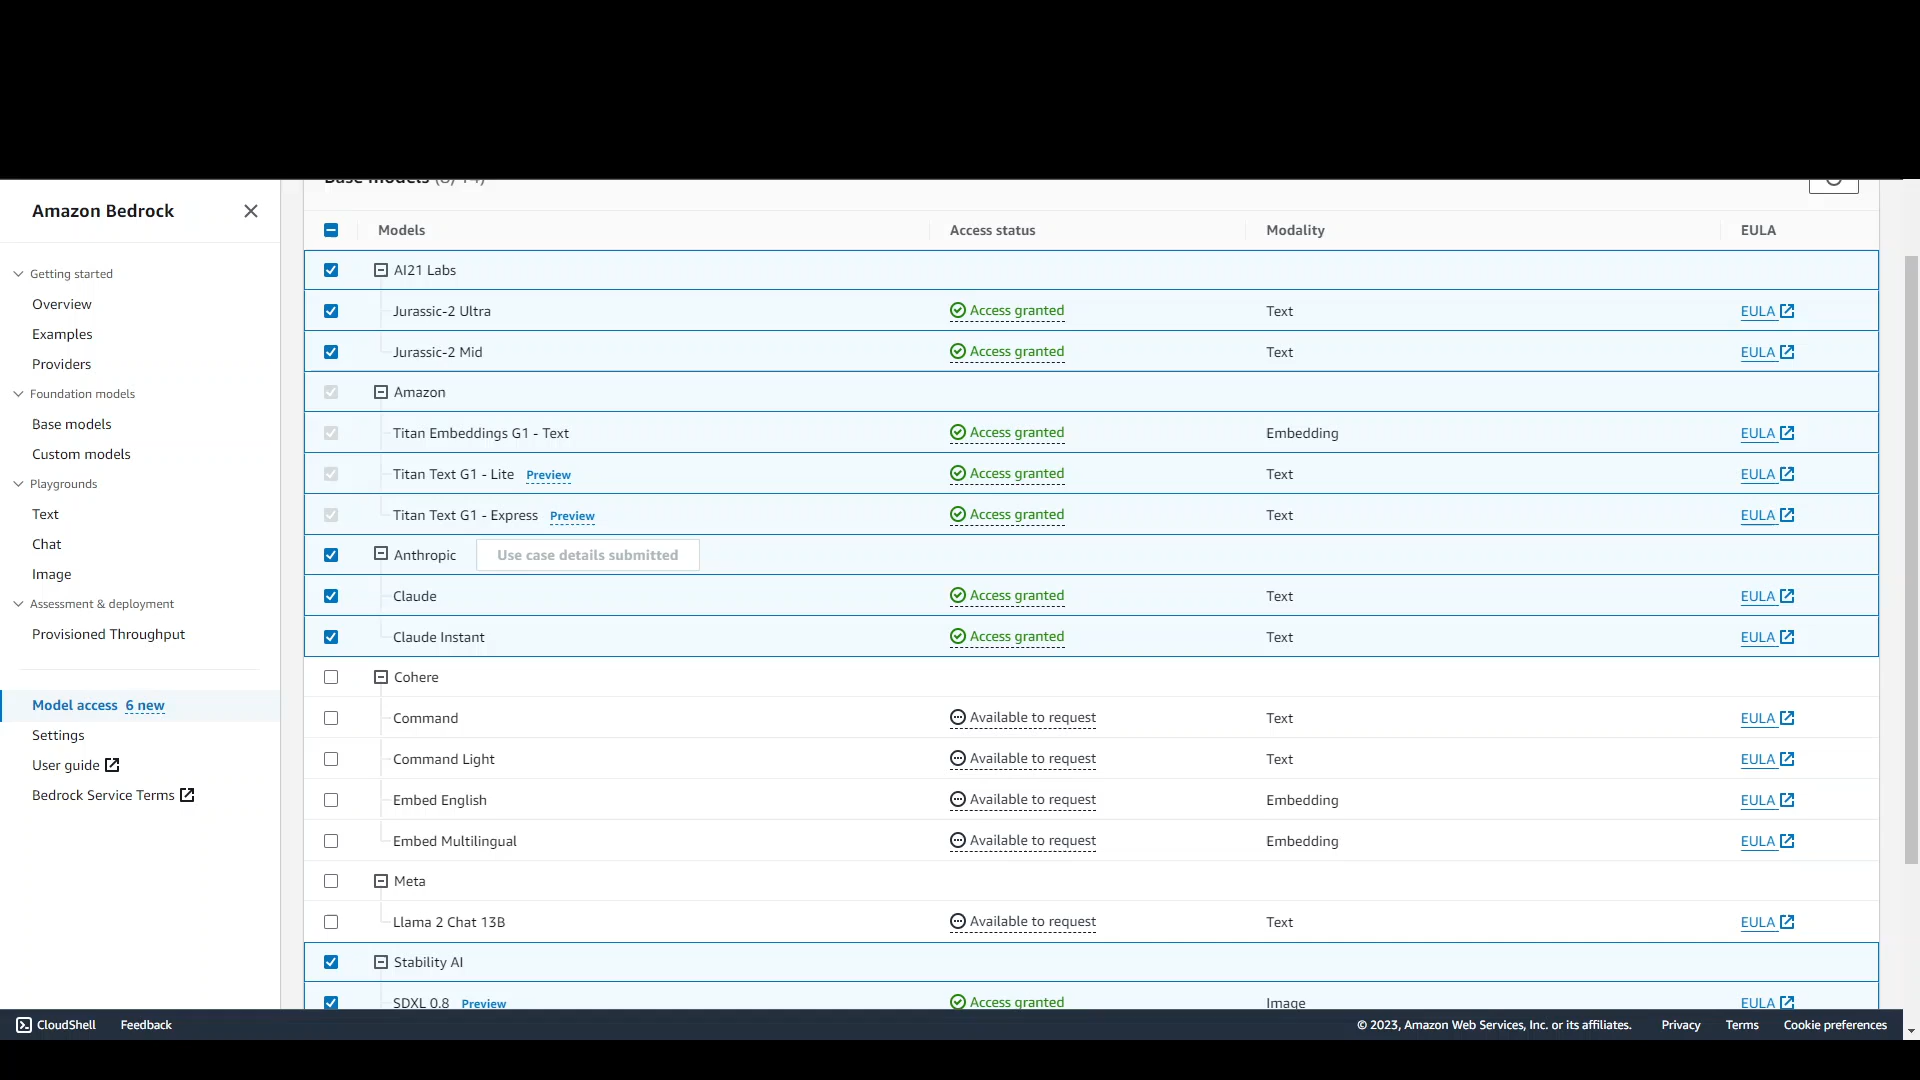 Base models
Amazon Bedrock
Models Access status Modality EULA
AI21 Labs
Getting started
Overview
Jurassic-2 Ultra Access granted Text EULA
Examples
Jurassic-2 Mid Access granted Text EULA
Providers
Foundation models
Amazon
Base models
Titan Embeddings G1 - Text Access granted Embedding EULA
Custom models
Titan Text G1 - Lite Preview Access granted Text EULA
Playgrounds
Text
Titan Text G1 - Express Preview Access granted Text EULA
Chat
Anthropic Use case details submitted
Image
Claude Access granted Text EULA
Assessment & deployment
Provisioned Throughput
Claude Instant Access granted Text EULA
Cohere
Model access 6 new
Command Available to request Text EULA
Settings
Command Light Available to request Text EULA
User guide
Bedrock Service Terms
Embed English Available to request Embedding EULA
Embed Multilingual Available to request Embedding EULA
Meta
Llama 2 Chat 13B Available to request Text EULA
Stability AI
SDXL 0.8 Preview Access granted Image EULA
CloudShell Feedback © 2023, Amazon Web Services, Inc. or its affiliates. Privacy Terms Cookie preferences